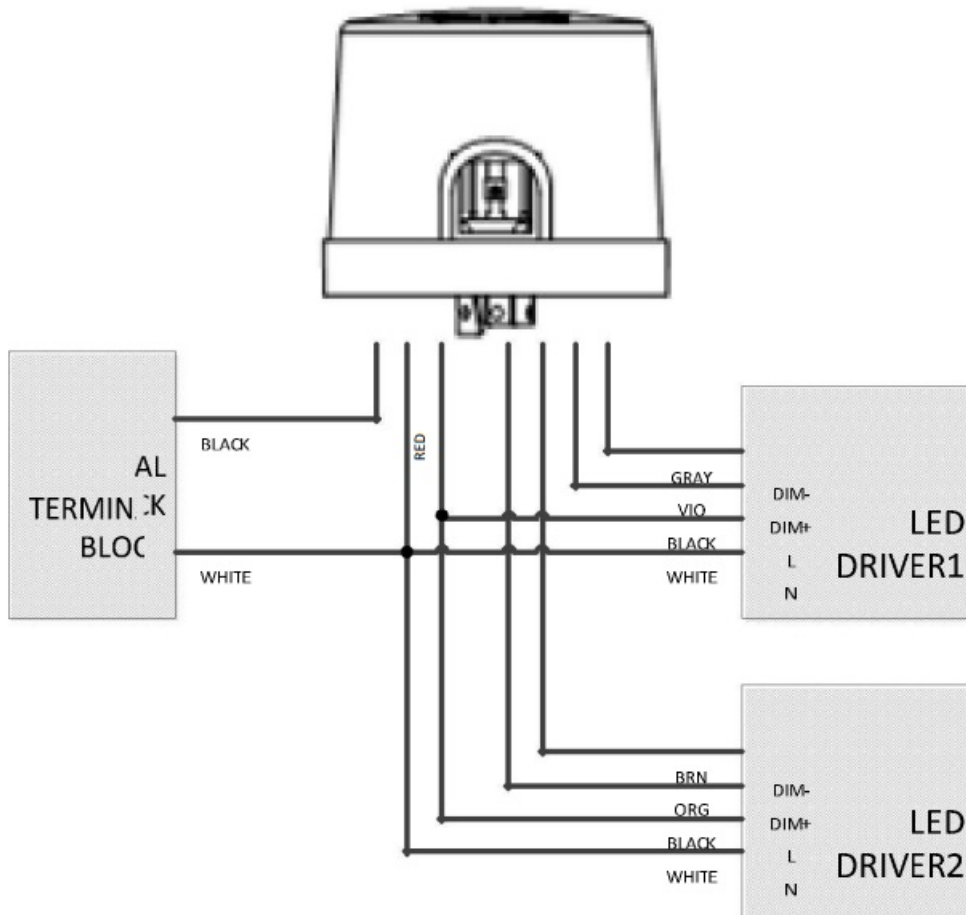 BLACK
RED
GRAY
DIM-
AL
VIO
DIM+
LED
TERMIN
BLACK
L
DRIVER1
WHITE
WHITE
N
BRN
DIM-
ORG
DIM+
LED
BLACK
L
DRIVER2
WHITE
N